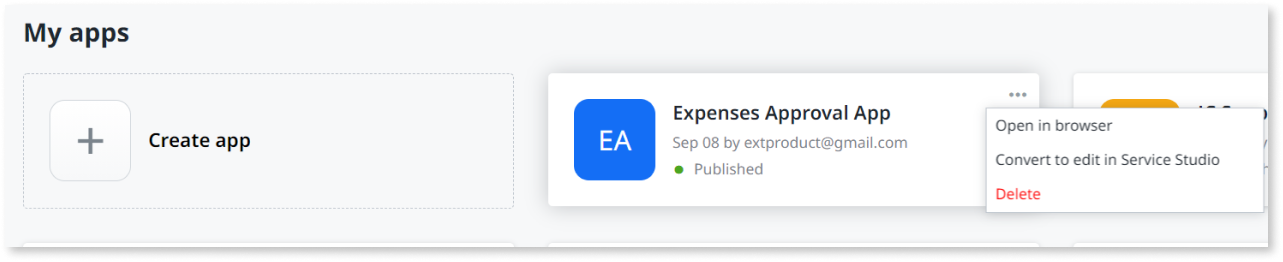 My apps
Create app
EA
Expenses Approval App
Sep 08 by extproduct@gmail.com
Published
Open in browser
Convert to edit in Service Studio
Delete